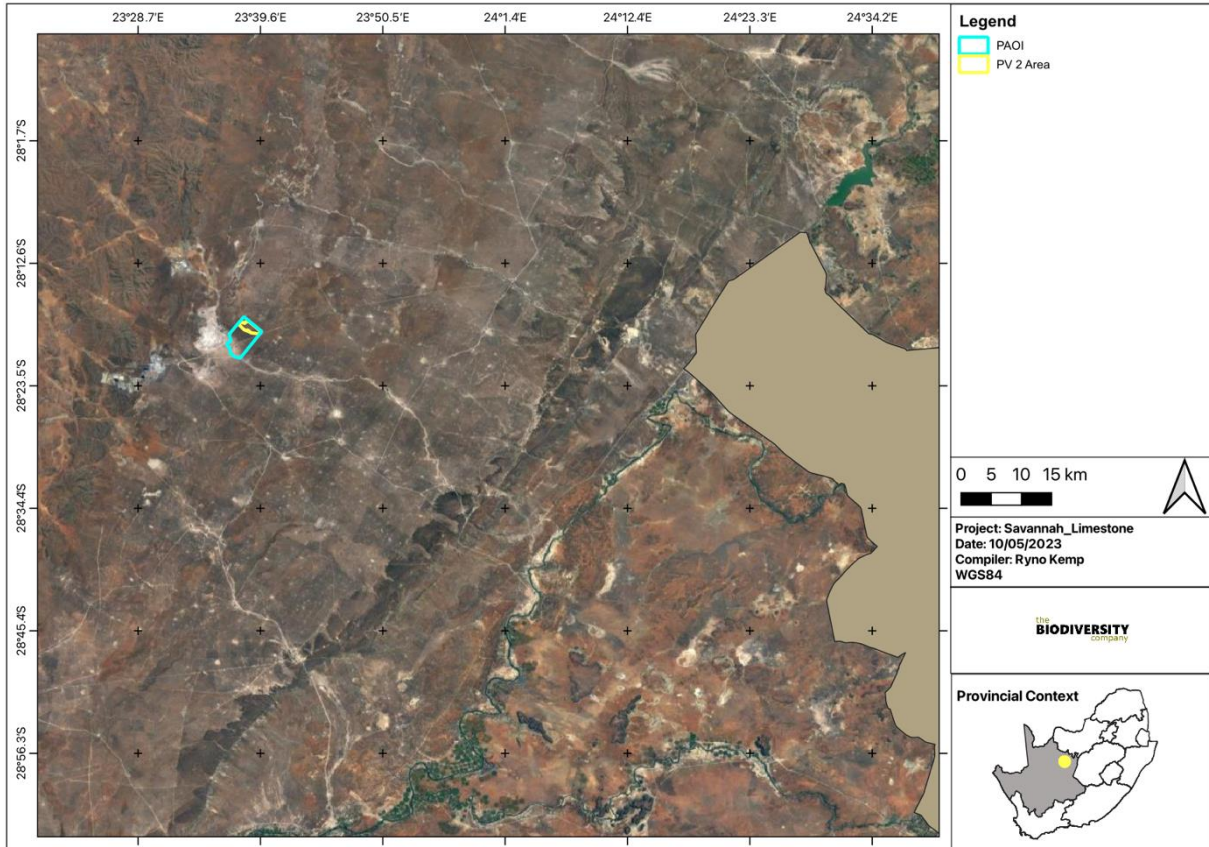 23°28.7'E 23°39.6'E 23°50.5'E 24°1.4'E 24°12.4'E 24°23.3'E 24°34.2'E
28°1.7'S
28°12.6'S
28°23.5'S
28°34.4'S
28°45.4'S
28°56.3'S
Legend
PAOI
PV 2 Area
0 5 10 15 km
Project: Savannah_Limestone
Date: 10/05/2023
Compiler: Ryno Kemp
WGS84
the
BIODIVERSITY
company
Provincial Context